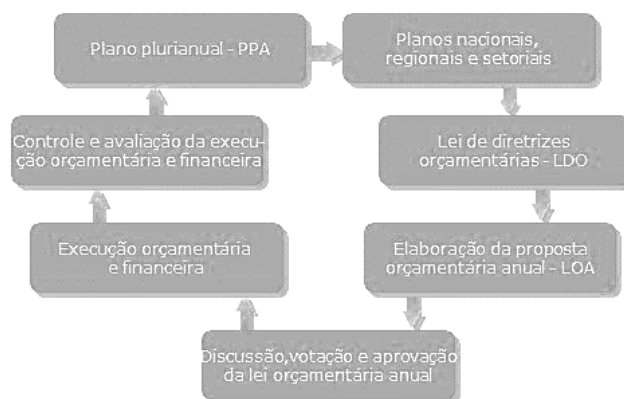 Plano plurianual - PPA
Planos nacionais,
regionais e setoriais
Lei de diretrizes
orçamentárias - LDO
Elaboração da proposta
orçamentária anual - LOA
Discussão,votação e aprovação
da lei orçamentária anual
Execução orçamentária
e financeira
Controle e avaliação da execu-
ção orçamentária e financeira